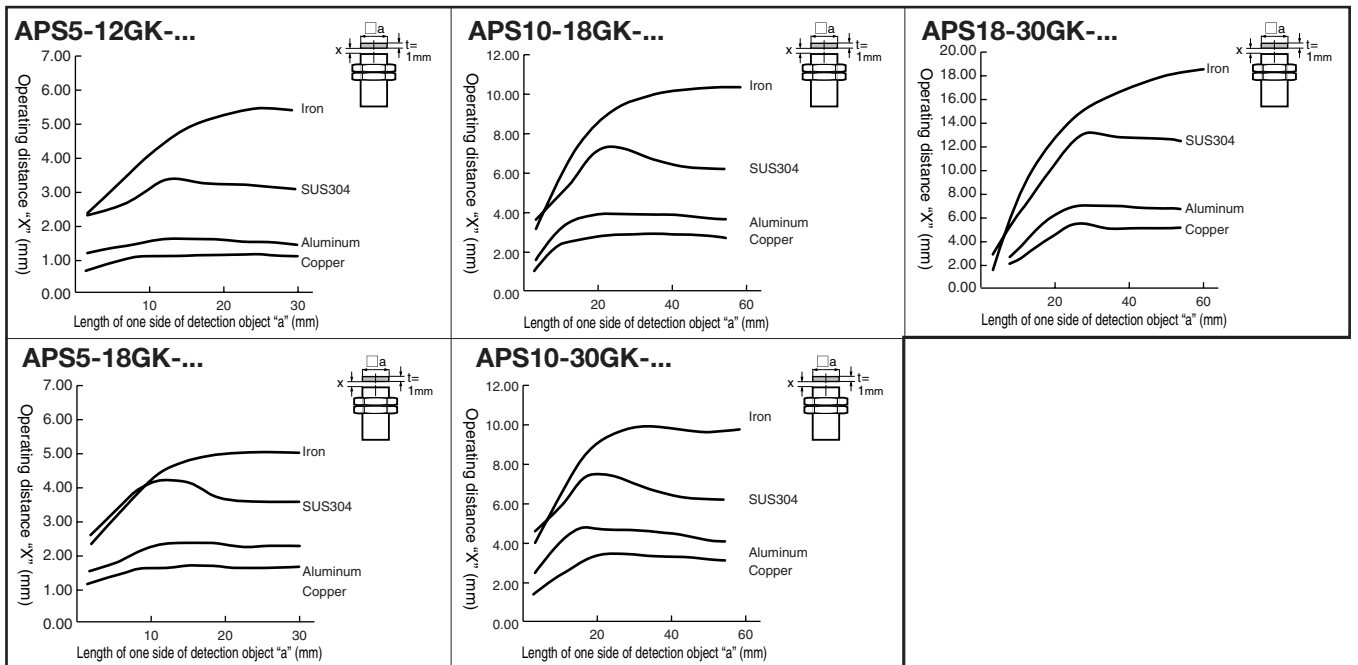 APS5-12GK-...
□a
x
t=
1mm
Operating distance “X” (mm)
7.00
6.00
5.00
4.00
3.00
2.00
1.00
0.00
Iron
SUS304
Aluminum
Copper
10
20
30
Length of one side of detection object “a” (mm)
APS10-18GK-...
□a
x
t=
1mm
Operating distance “X” (mm)
12.00
10.00
8.00
6.00
4.00
2.00
0.00
Iron
SUS304
Aluminum
Copper
20
40
60
Length of one side of detection object “a” (mm)
APS18-30GK-...
□a
x
t=
1mm
Operating distance “X” (mm)
20.00
18.00
16.00
14.00
12.00
10.00
8.00
6.00
4.00
2.00
0.00
Iron
SUS304
Aluminum
Copper
20
40
60
Length of one side of detection object “a” (mm)
APS5-18GK-...
□a
x
t=
1mm
Operating distance “X” (mm)
7.00
6.00
5.00
4.00
3.00
2.00
1.00
0.00
Iron
SUS304
Aluminum
Copper
10
20
30
Length of one side of detection object “a” (mm)
APS10-30GK-...
□a
x
t=
1mm
Operating distance “X” (mm)
12.00
10.00
8.00
6.00
4.00
2.00
0.00
Iron
SUS304
Aluminum
Copper
20
40
60
Length of one side of detection object “a” (mm)